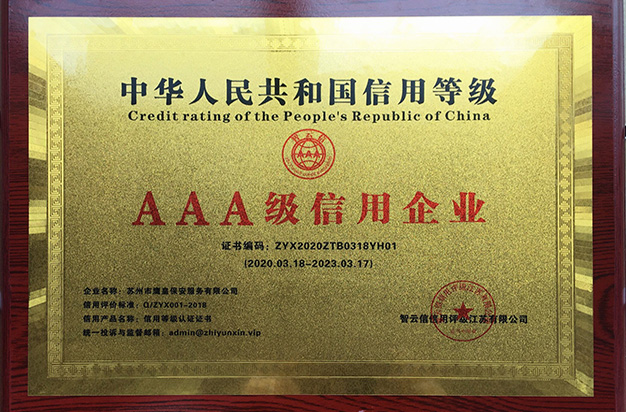 中华人民共和国信用等级
Credit rating of the People's Republic of China
AAA
AAA级信用企业
证书编码：ZYX2020ZTB0318YH01
(2020.03.18-2023.03.17)
企业名称：苏州市鹰皇保安服务有限公司
信用评价标准：Q/ZYX001-2018
信用产品名称：信用等级认证证书
统一投诉与监督邮箱：admin@zhiyunxin.vip
智云信信用评级江苏有限公司